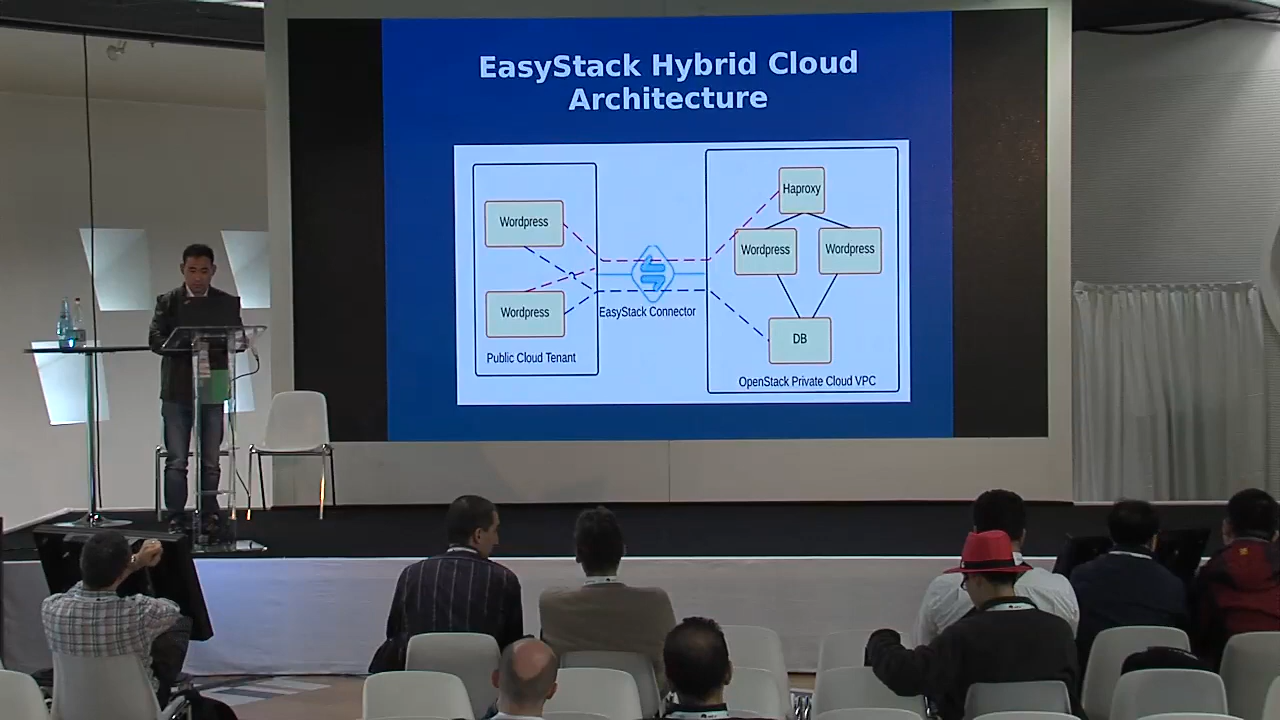 EasyStack Hybrid Cloud
Architecture
Haproxy
Wordpress
Wordpress
Wordpress
Wordpress
EasyStack Connector
DB
Public Cloud Tenant
OpenStack Private Cloud VPC